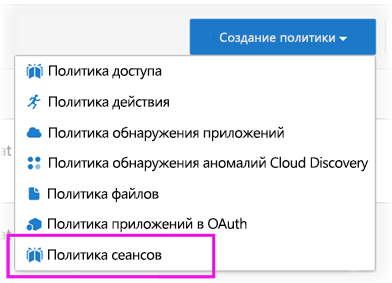 Создание политики
Политика доступа
Политика действия
Политика обнаружения приложений
Политика обнаружения аномалий Cloud Discovery
Политика файлов
Политика приложений в OAuth
Политика сеансов